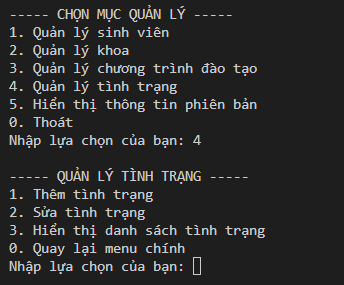 ----- CHỌN MỤC QUẢN LÝ -----
1. Quản lý sinh viên
2. Quản lý khoa
3. Quản lý chương trình đào tạo
4. Quản lý tình trạng
5. Hiển thị thông tin phiên bản
0. Thoát
Nhập lựa chọn của bạn: 4

----- QUẢN LÝ TÌNH TRẠNG -----
1. Thêm tình trạng
2. Sửa tình trạng
3. Hiển thị danh sách tình trạng
0. Quay lại menu chính
Nhập lựa chọn của bạn: